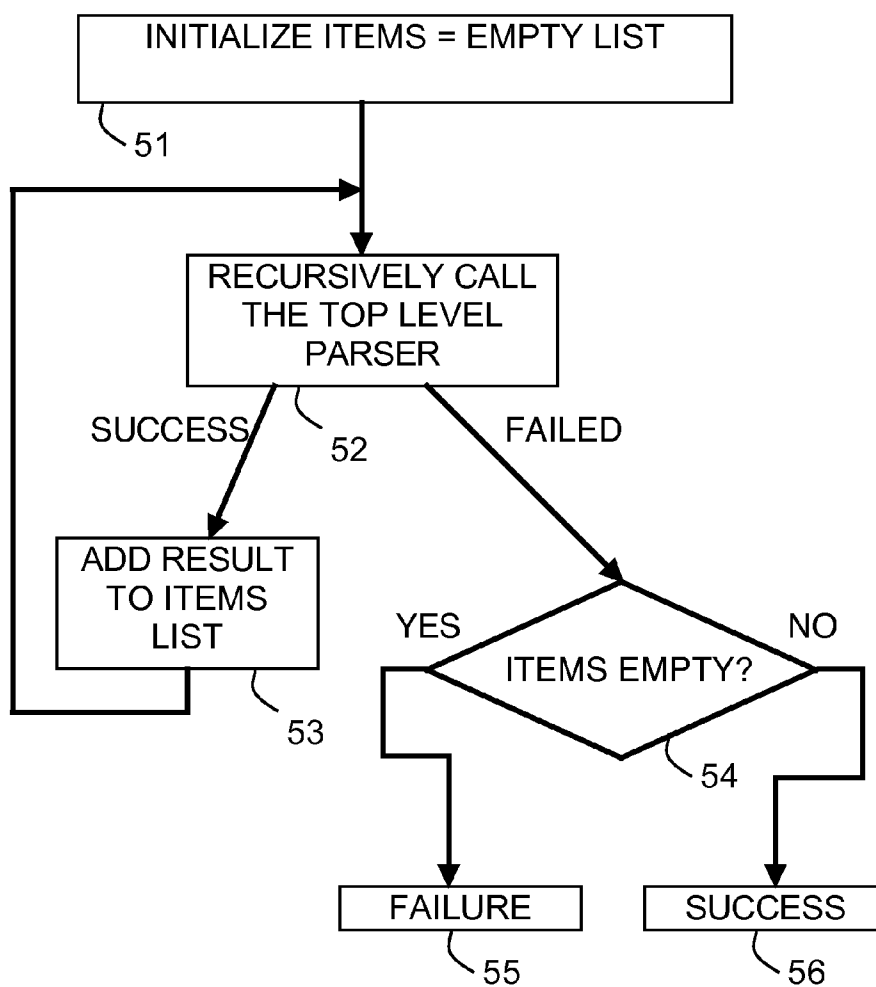 INITIALIZE ITEMS = EMPTY LIST
51
RECURSIVELY CALL
THE TOP LEVEL
PARSER
SUCCESS
52
FAILED
ADD RESULT
TO ITEMS
LIST
53
YES
NO
ITEMS EMPTY?
54
FAILURE
55
SUCCESS
56